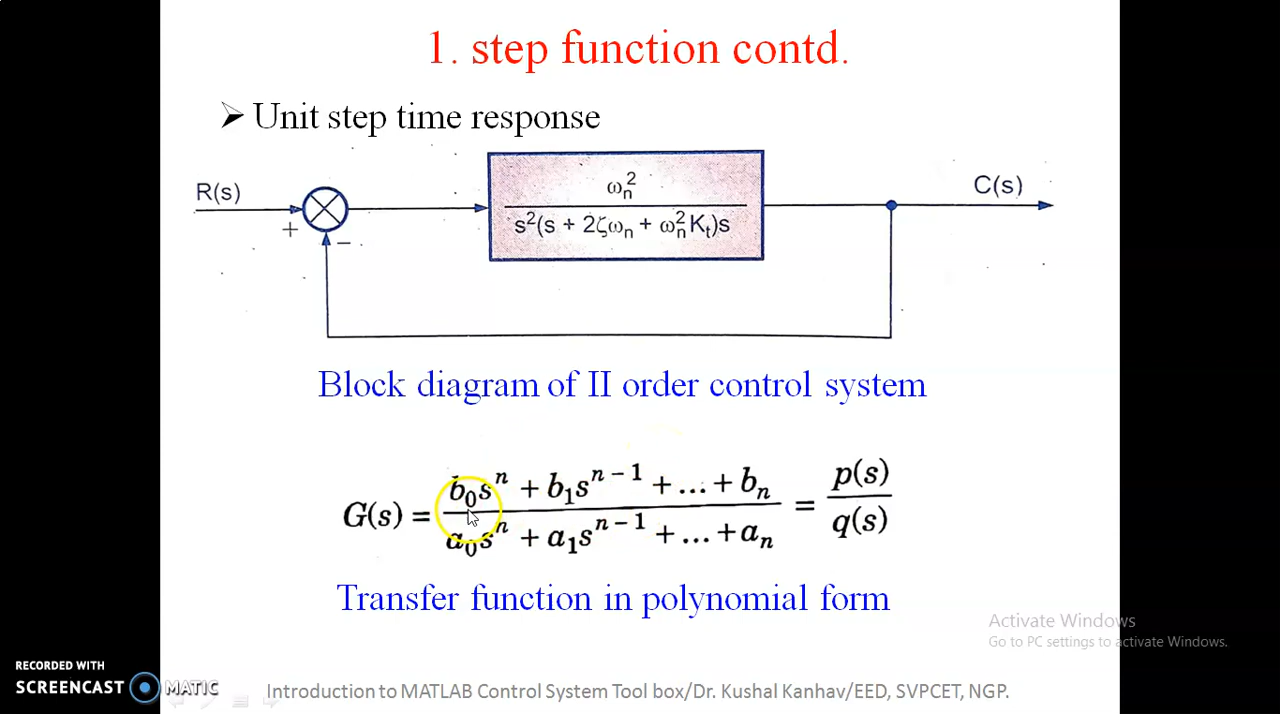 1. step function contd.
➢ Unit step time response
R(s)
+
−
ωn²
s²(s + 2ζωn + ωn²Kt)s
C(s)
Block diagram of II order control system
G(s) = (b₀sⁿ + b₁sⁿ⁻¹ + ... + bn) / (a₀sⁿ + a₁sⁿ⁻¹ + ... + an) = p(s) / q(s)
Transfer function in polynomial form
Activate Windows
Go to PC settings to activate Windows.
RECORDED WITH
SCREENCAST MATIC
Introduction to MATLAB Control System Tool box/Dr. Kushal Kanhav/EED, SVPCET, NGP.